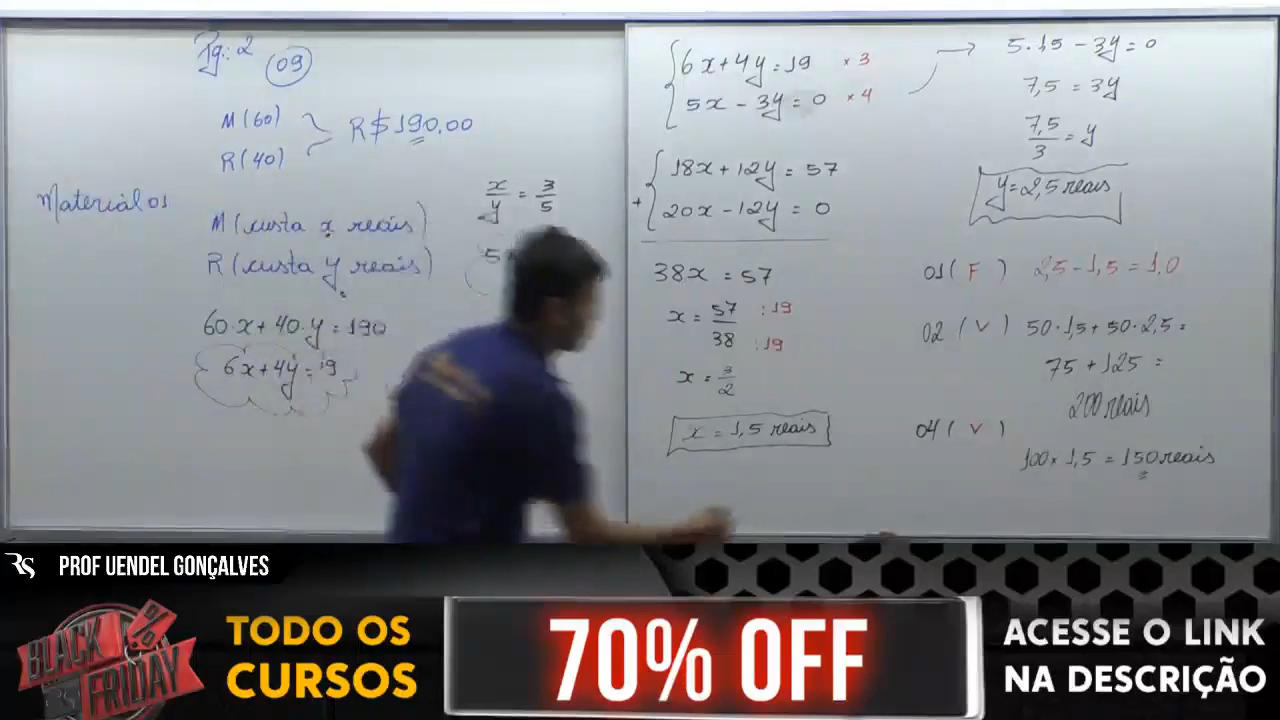 Pg: 2
09
M(60)
R(40)
R$190,00
Material 01
M(custa x reais)
R(custa y reais)
60·x+40·y=190
6x+4y=19
x/y = 3/5
5x
6x+4y=19 ×3
5x-3y=0 ×4
18x+12y=57
+
20x-12y=0
38x=57
x=57/38 :19 :19
x=3/2
x=1,5 reais
5·1,5-3y=0
7,5=3y
7,5/3=y
y=2,5 reais
01( F ) 2,5-1,5=1,0
02 ( V ) 50·1,5+50·2,5=
75+125=
200 reais
04( V )
100×1,5=150 reais
RS PROF UENDEL GONÇALVES
BLACK
FRIDAY
TODO OS
CURSOS
70% OFF
ACESSE O LINK
NA DESCRIÇÃO